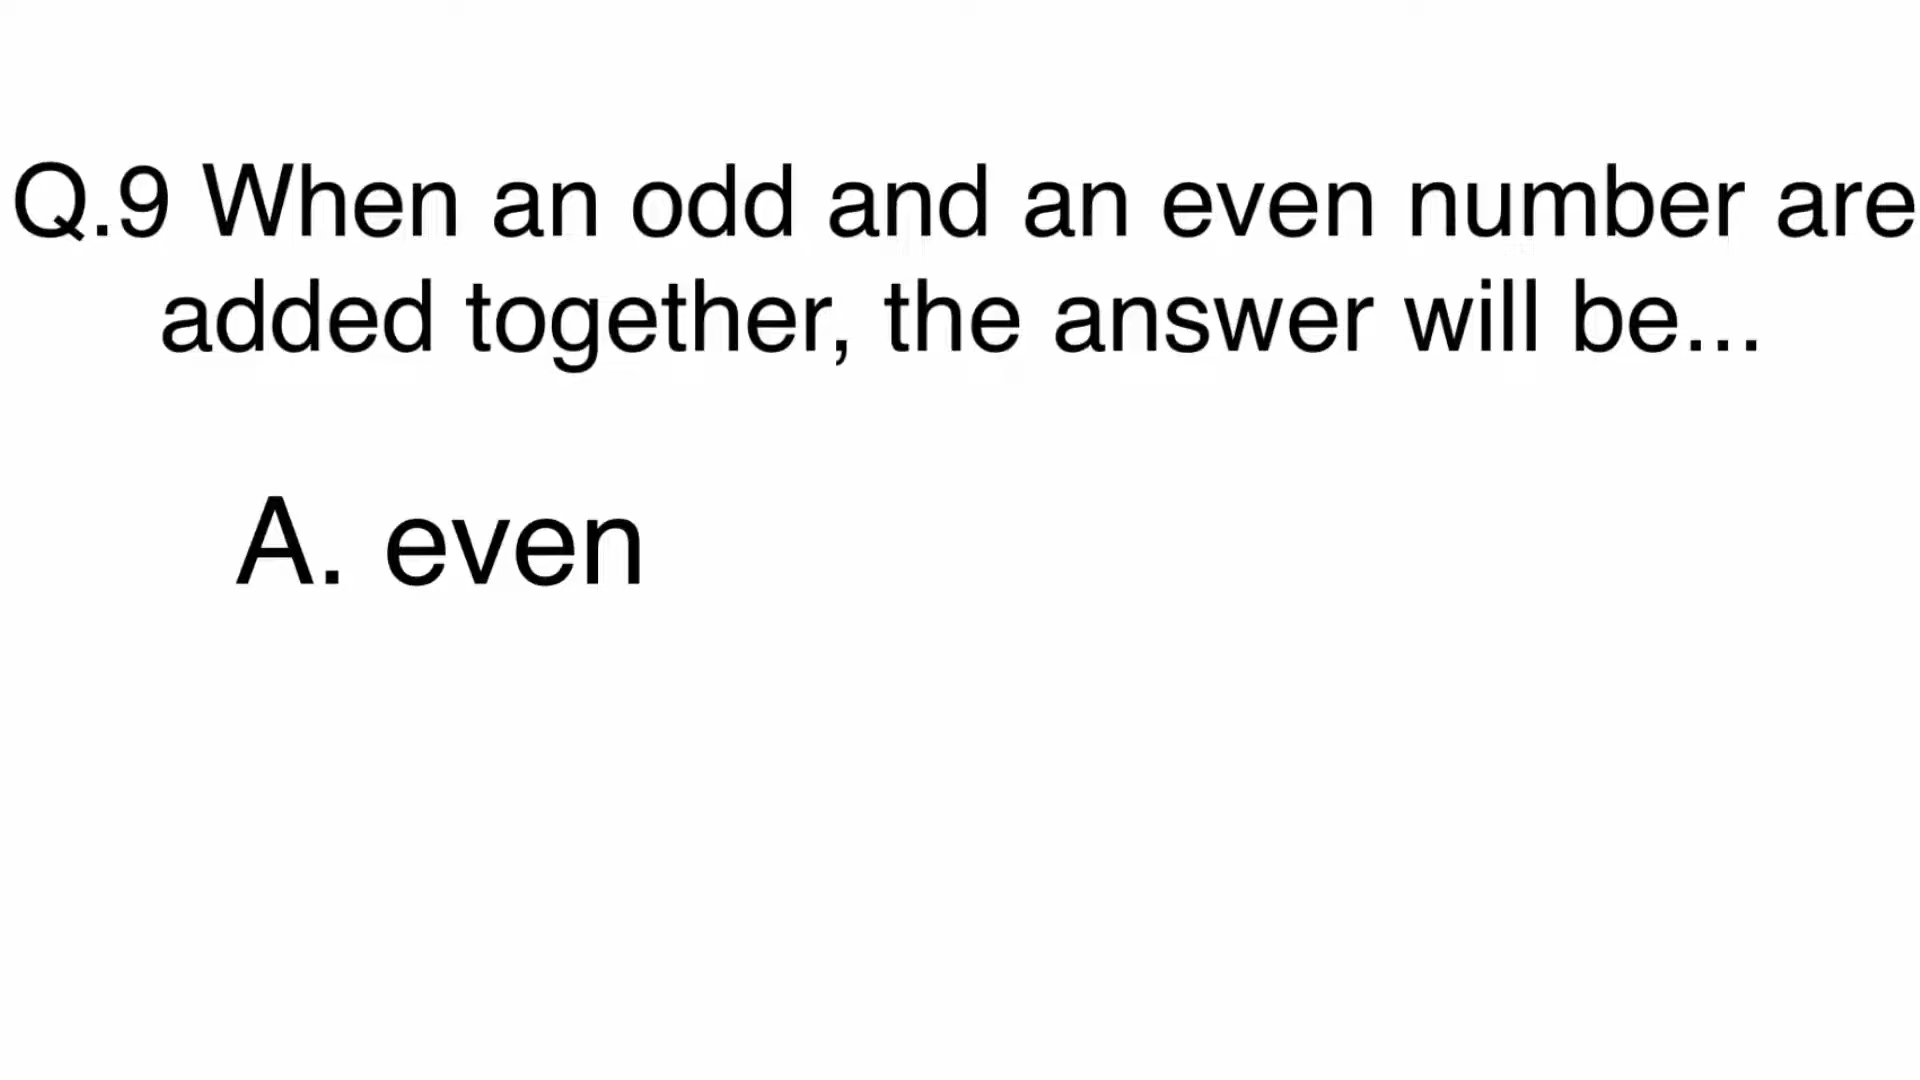 Q.9 When an odd and an even number are
added together, the answer will be...
A. even